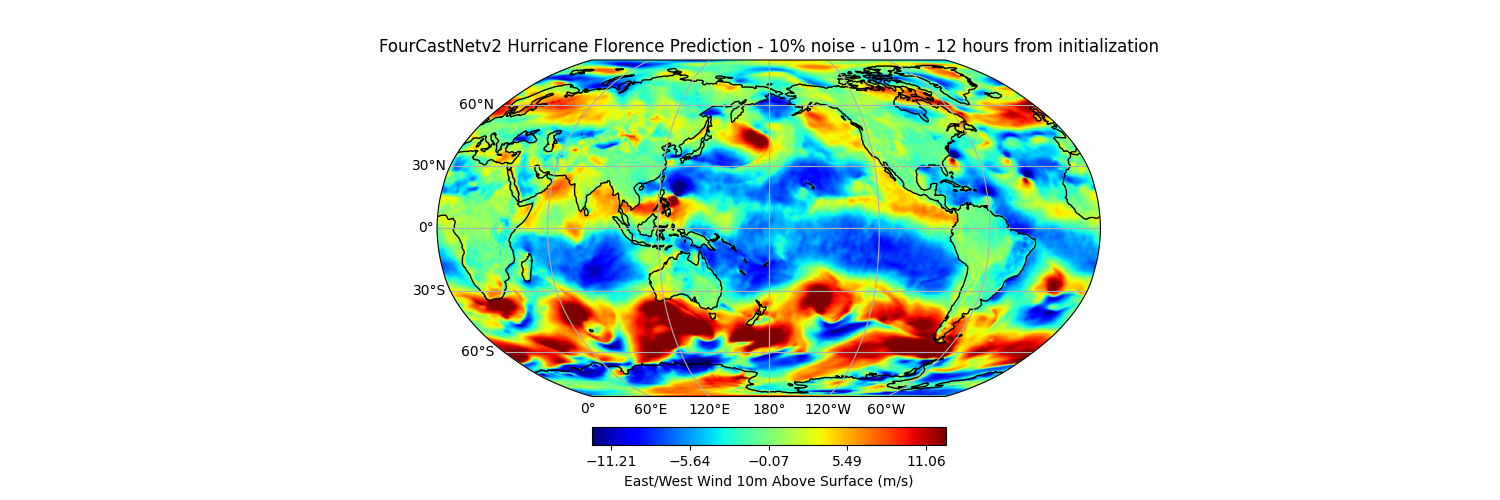 FourCastNetv2 Hurricane Florence Prediction - 10% noise - u10m - 12 hours from initialization
60°N
30°N
0°
30°S
60°S
0° 60°E 120°E 180° 120°W 60°W
−11.21 −5.64 −0.07 5.49 11.06
East/West Wind 10m Above Surface (m/s)